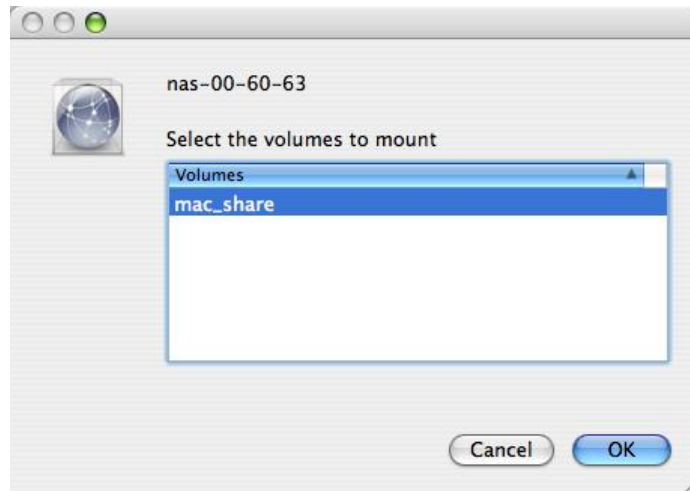 nas-00-60-63
Select the volumes to mount
Volumes
mac_share
Cancel OK